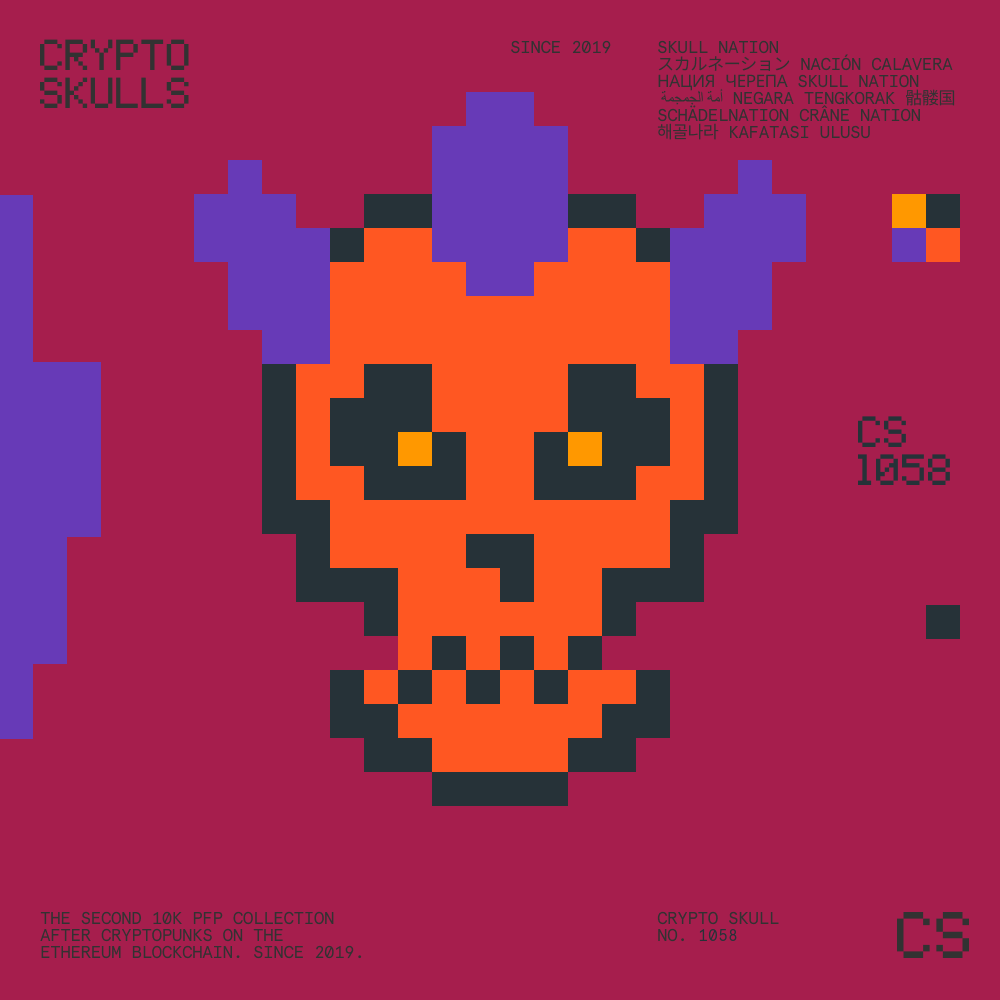 CRYPTO
SKULLS
SINCE 2019
SKULL NATION
スカルネーション NACIÓN CALAVERA
НАЦИЯ ЧЕРЕПА SKULL NATION
أمة الجمجمة NEGARA TENGKORAK 骷髅国
SCHÄDELNATION CRÂNE NATION
해골나라 KAFATASI ULUSU
CS
1058
THE SECOND 10K PFP COLLECTION
AFTER CRYPTOPUNKS ON THE
ETHEREUM BLOCKCHAIN. SINCE 2019.
CRYPTO SKULL
NO. 1058
CS